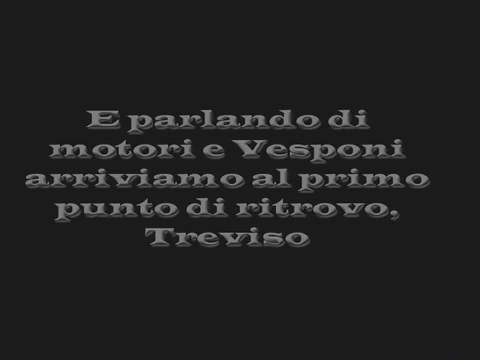 E parlando di
motori e Vesponi
arriviamo al primo
punto di ritrovo,
Treviso